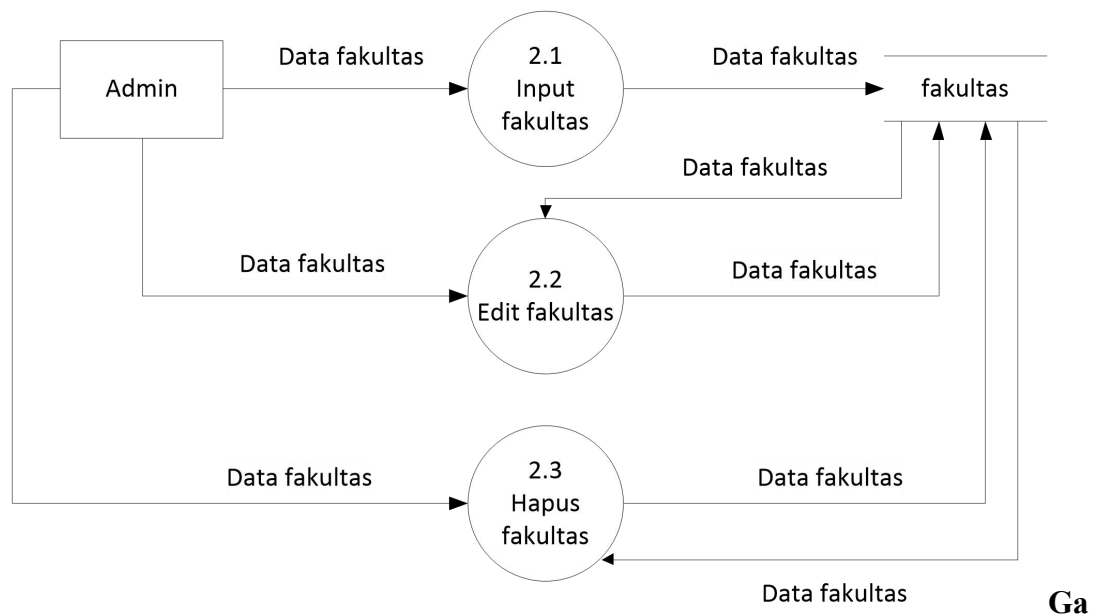 Data fakultas
Data fakultas
Admin
2.1
Input
fakultas
fakultas
Data fakultas
Data fakultas
2.2
Edit fakultas
Data fakultas
Data fakultas
2.3
Hapus
fakultas
Data fakultas
Data fakultas
Ga